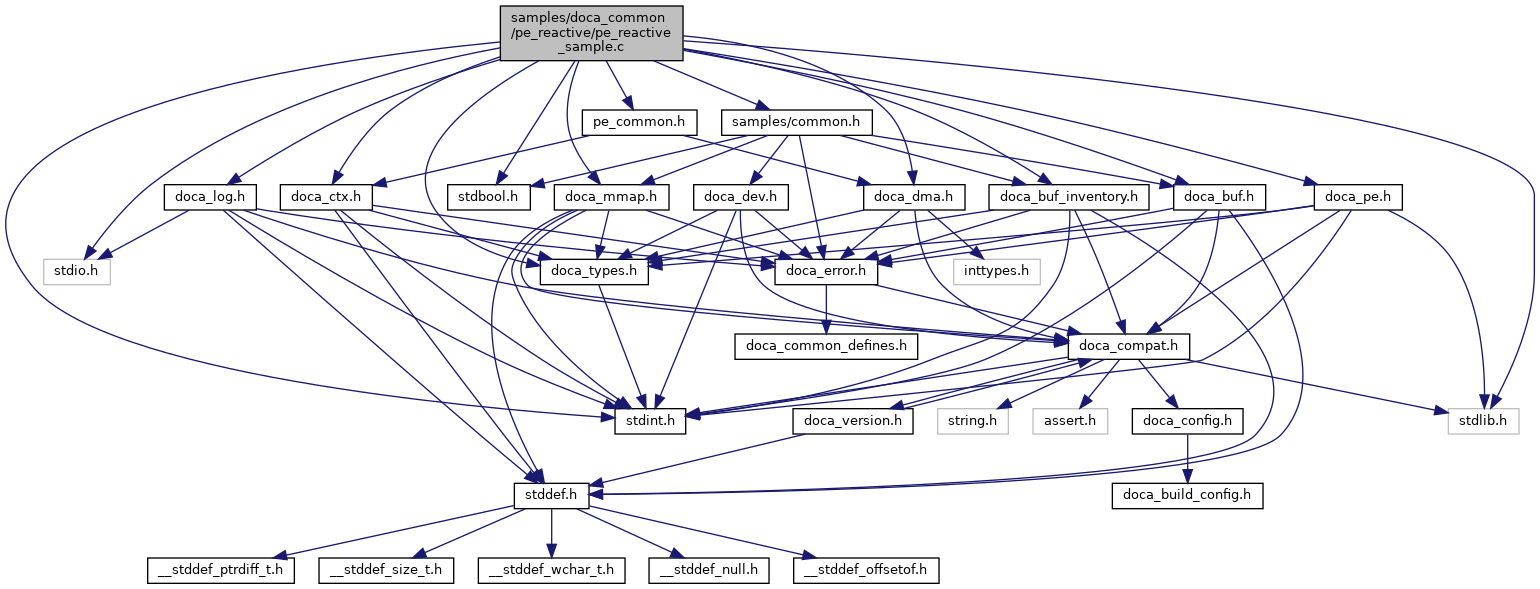 samples/doca_common
/pe_reactive/pe_reactive
_sample.c
pe_common.h
samples/common.h
doca_log.h
doca_ctx.h
stdbool.h
doca_mmap.h
doca_dev.h
doca_dma.h
doca_buf_inventory.h
doca_buf.h
doca_pe.h
stdio.h
doca_types.h
doca_error.h
inttypes.h
doca_common_defines.h
doca_compat.h
stdint.h
doca_version.h
string.h
assert.h
doca_config.h
stdlib.h
stddef.h
doca_build_config.h
__stddef_ptrdiff_t.h
__stddef_size_t.h
__stddef_wchar_t.h
__stddef_null.h
__stddef_offsetof.h